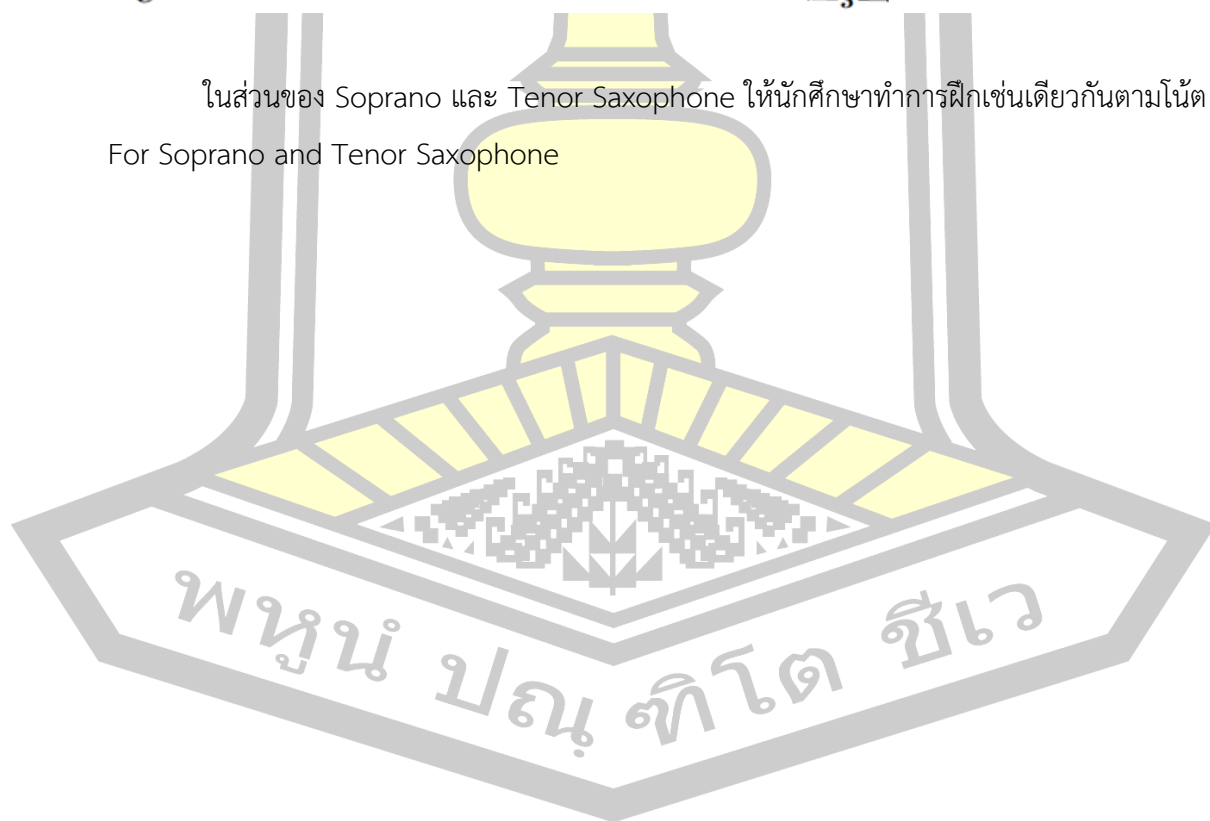 ในส่วนของ Soprano และ Tenor Saxophone ให้นักศึกษาทำการฝึกเช่นเดียวกันตามโน้ต
For Soprano and Tenor Saxophone
พหูนํ ปณฺฑิโต ชีเว